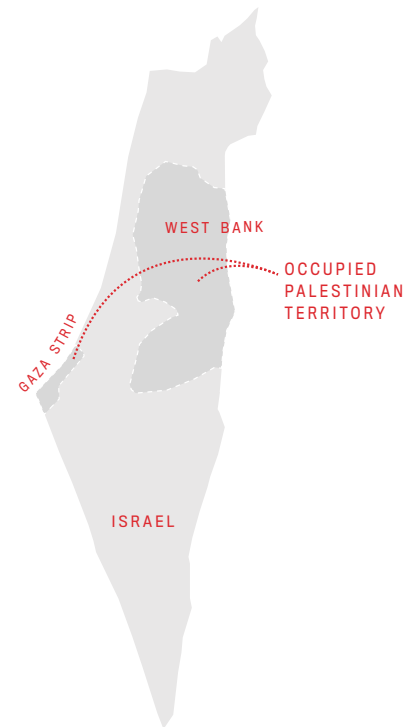 WEST BANK
OCCUPIED
PALESTINIAN
TERRITORY
GAZA STRIP
ISRAEL